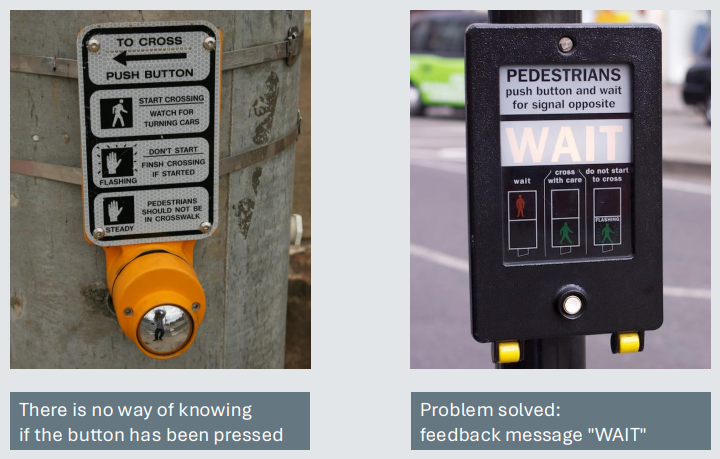 TO CROSS
PUSH BUTTON
START CROSSING
WATCH FOR
TURNING CARS
DON'T START
FINSH CROSSING
IF STARTED
FLASHING
PEDESTRIANS
SHOULD NOT BE
IN CROSSWALK
STEADY
There is no way of knowing
if the button has been pressed
PEDESTRIANS
push button and wait
for signal opposite
WAIT
wait
cross
with care
do not start
to cross
FLASHING
Problem solved:
feedback message "WAIT"